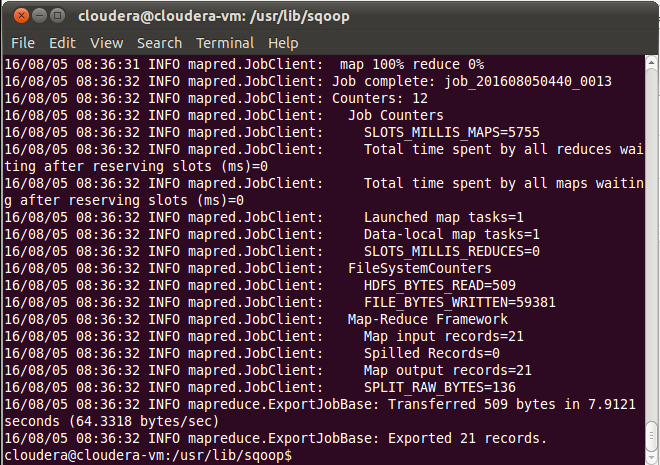 cloudera@cloudera-vm: /usr/lib/sqoop
File Edit View Search Terminal Help
16/08/05 08:36:31 INFO mapred.JobClient:  map 100% reduce 0%
16/08/05 08:36:32 INFO mapred.JobClient: Job complete: job_201608050440_0013
16/08/05 08:36:32 INFO mapred.JobClient: Counters: 12
16/08/05 08:36:32 INFO mapred.JobClient:   Job Counters
16/08/05 08:36:32 INFO mapred.JobClient:     SLOTS_MILLIS_MAPS=5755
16/08/05 08:36:32 INFO mapred.JobClient:     Total time spent by all reduces wai
ting after reserving slots (ms)=0
16/08/05 08:36:32 INFO mapred.JobClient:     Total time spent by all maps waitin
g after reserving slots (ms)=0
16/08/05 08:36:32 INFO mapred.JobClient:     Launched map tasks=1
16/08/05 08:36:32 INFO mapred.JobClient:     Data-local map tasks=1
16/08/05 08:36:32 INFO mapred.JobClient:     SLOTS_MILLIS_REDUCES=0
16/08/05 08:36:32 INFO mapred.JobClient:   FileSystemCounters
16/08/05 08:36:32 INFO mapred.JobClient:     HDFS_BYTES_READ=509
16/08/05 08:36:32 INFO mapred.JobClient:     FILE_BYTES_WRITTEN=59381
16/08/05 08:36:32 INFO mapred.JobClient:   Map-Reduce Framework
16/08/05 08:36:32 INFO mapred.JobClient:     Map input records=21
16/08/05 08:36:32 INFO mapred.JobClient:     Spilled Records=0
16/08/05 08:36:32 INFO mapred.JobClient:     Map output records=21
16/08/05 08:36:32 INFO mapred.JobClient:     SPLIT_RAW_BYTES=136
16/08/05 08:36:32 INFO mapreduce.ExportJobBase: Transferred 509 bytes in 7.9121
seconds (64.3318 bytes/sec)
16/08/05 08:36:32 INFO mapreduce.ExportJobBase: Exported 21 records.
cloudera@cloudera-vm:/usr/lib/sqoop$